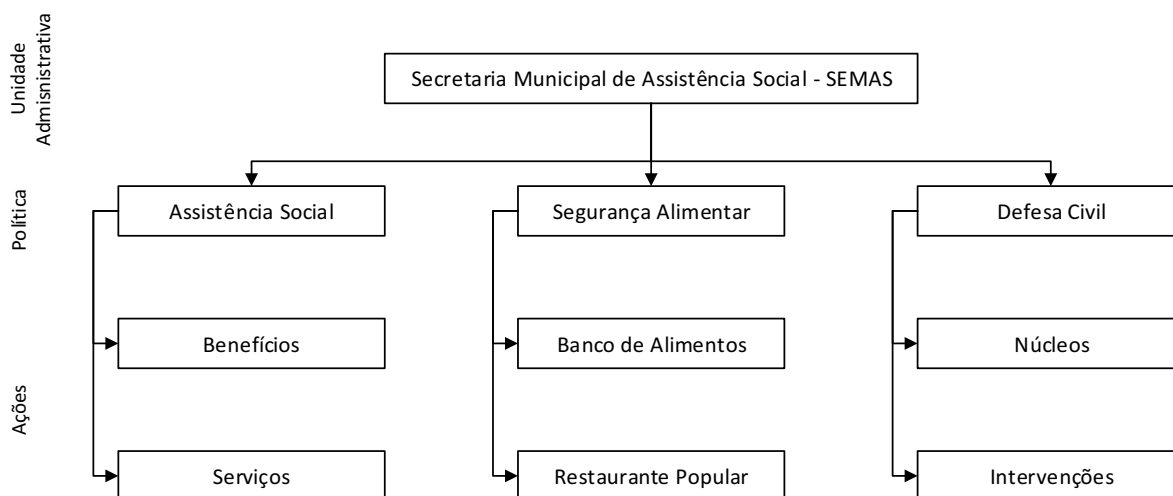 Unidade
Admisnistrativa
Secretaria Municipal de Assistência Social - SEMAS
Política
Assistência Social
Segurança Alimentar
Defesa Civil
Ações
Benefícios
Banco de Alimentos
Núcleos
Serviços
Restaurante Popular
Intervenções